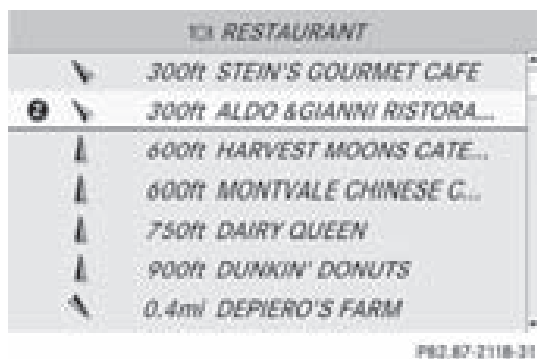 RESTAURANT
300ft STEIN'S GOURMET CAFE
2 300ft ALDO &GIANNI RISTORA...
600ft HARVEST MOONS CATE...
600ft MONTVALE CHINESE C...
750ft DAIRY QUEEN
900ft DUNKIN' DONUTS
0.4mi DEPIERO'S FARM
P82.87-2118-31